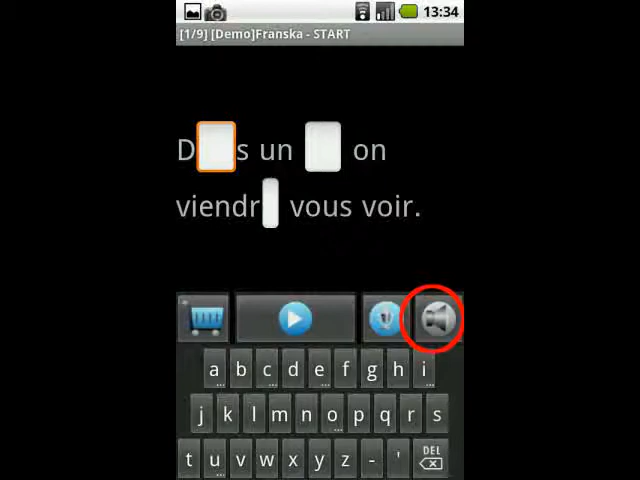 13:34
[1/9] [Demo]Franska - START
D s un on
viendr vous voir.
a b c d e f g h i
j k l m n o p q r s
t u v w x y z - ' DEL